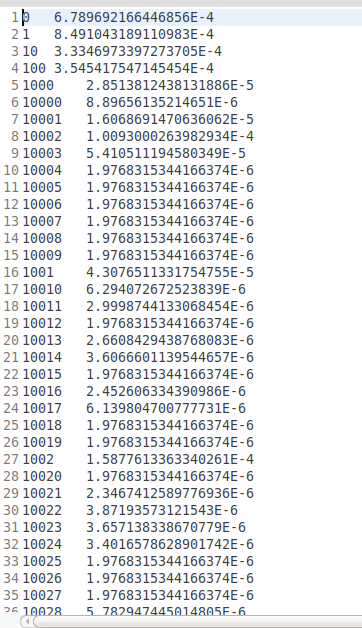 1 0 6.789692166446856E-4
2 1 8.491043189110983E-4
3 10 3.3346973397273705E-4
4 100 3.545417547145454E-4
5 1000 2.8513812438131886E-5
6 10000 8.89656135214651E-6
7 10001 1.6068691470636062E-5
8 10002 1.0093000263982934E-4
9 10003 5.410511194580349E-5
10 10004 1.9768315344166374E-6
11 10005 1.9768315344166374E-6
12 10006 1.9768315344166374E-6
13 10007 1.9768315344166374E-6
14 10008 1.9768315344166374E-6
15 10009 1.9768315344166374E-6
16 1001 4.3076511331754755E-5
17 10010 6.294072672523839E-6
18 10011 2.9998744133068454E-6
19 10012 1.9768315344166374E-6
20 10013 2.6608429438768083E-6
21 10014 3.6066601139544657E-6
22 10015 1.9768315344166374E-6
23 10016 2.452606334390986E-6
24 10017 6.139804700777731E-6
25 10018 1.9768315344166374E-6
26 10019 1.9768315344166374E-6
27 1002 1.5877613363340261E-4
28 10020 1.9768315344166374E-6
29 10021 2.3467412589776936E-6
30 10022 3.87193573121543E-6
31 10023 3.657138338670779E-6
32 10024 3.4016578628901742E-6
33 10025 1.9768315344166374E-6
34 10026 1.9768315344166374E-6
35 10027 1.9768315344166374E-6
36 10028 5.782947445014805E-6